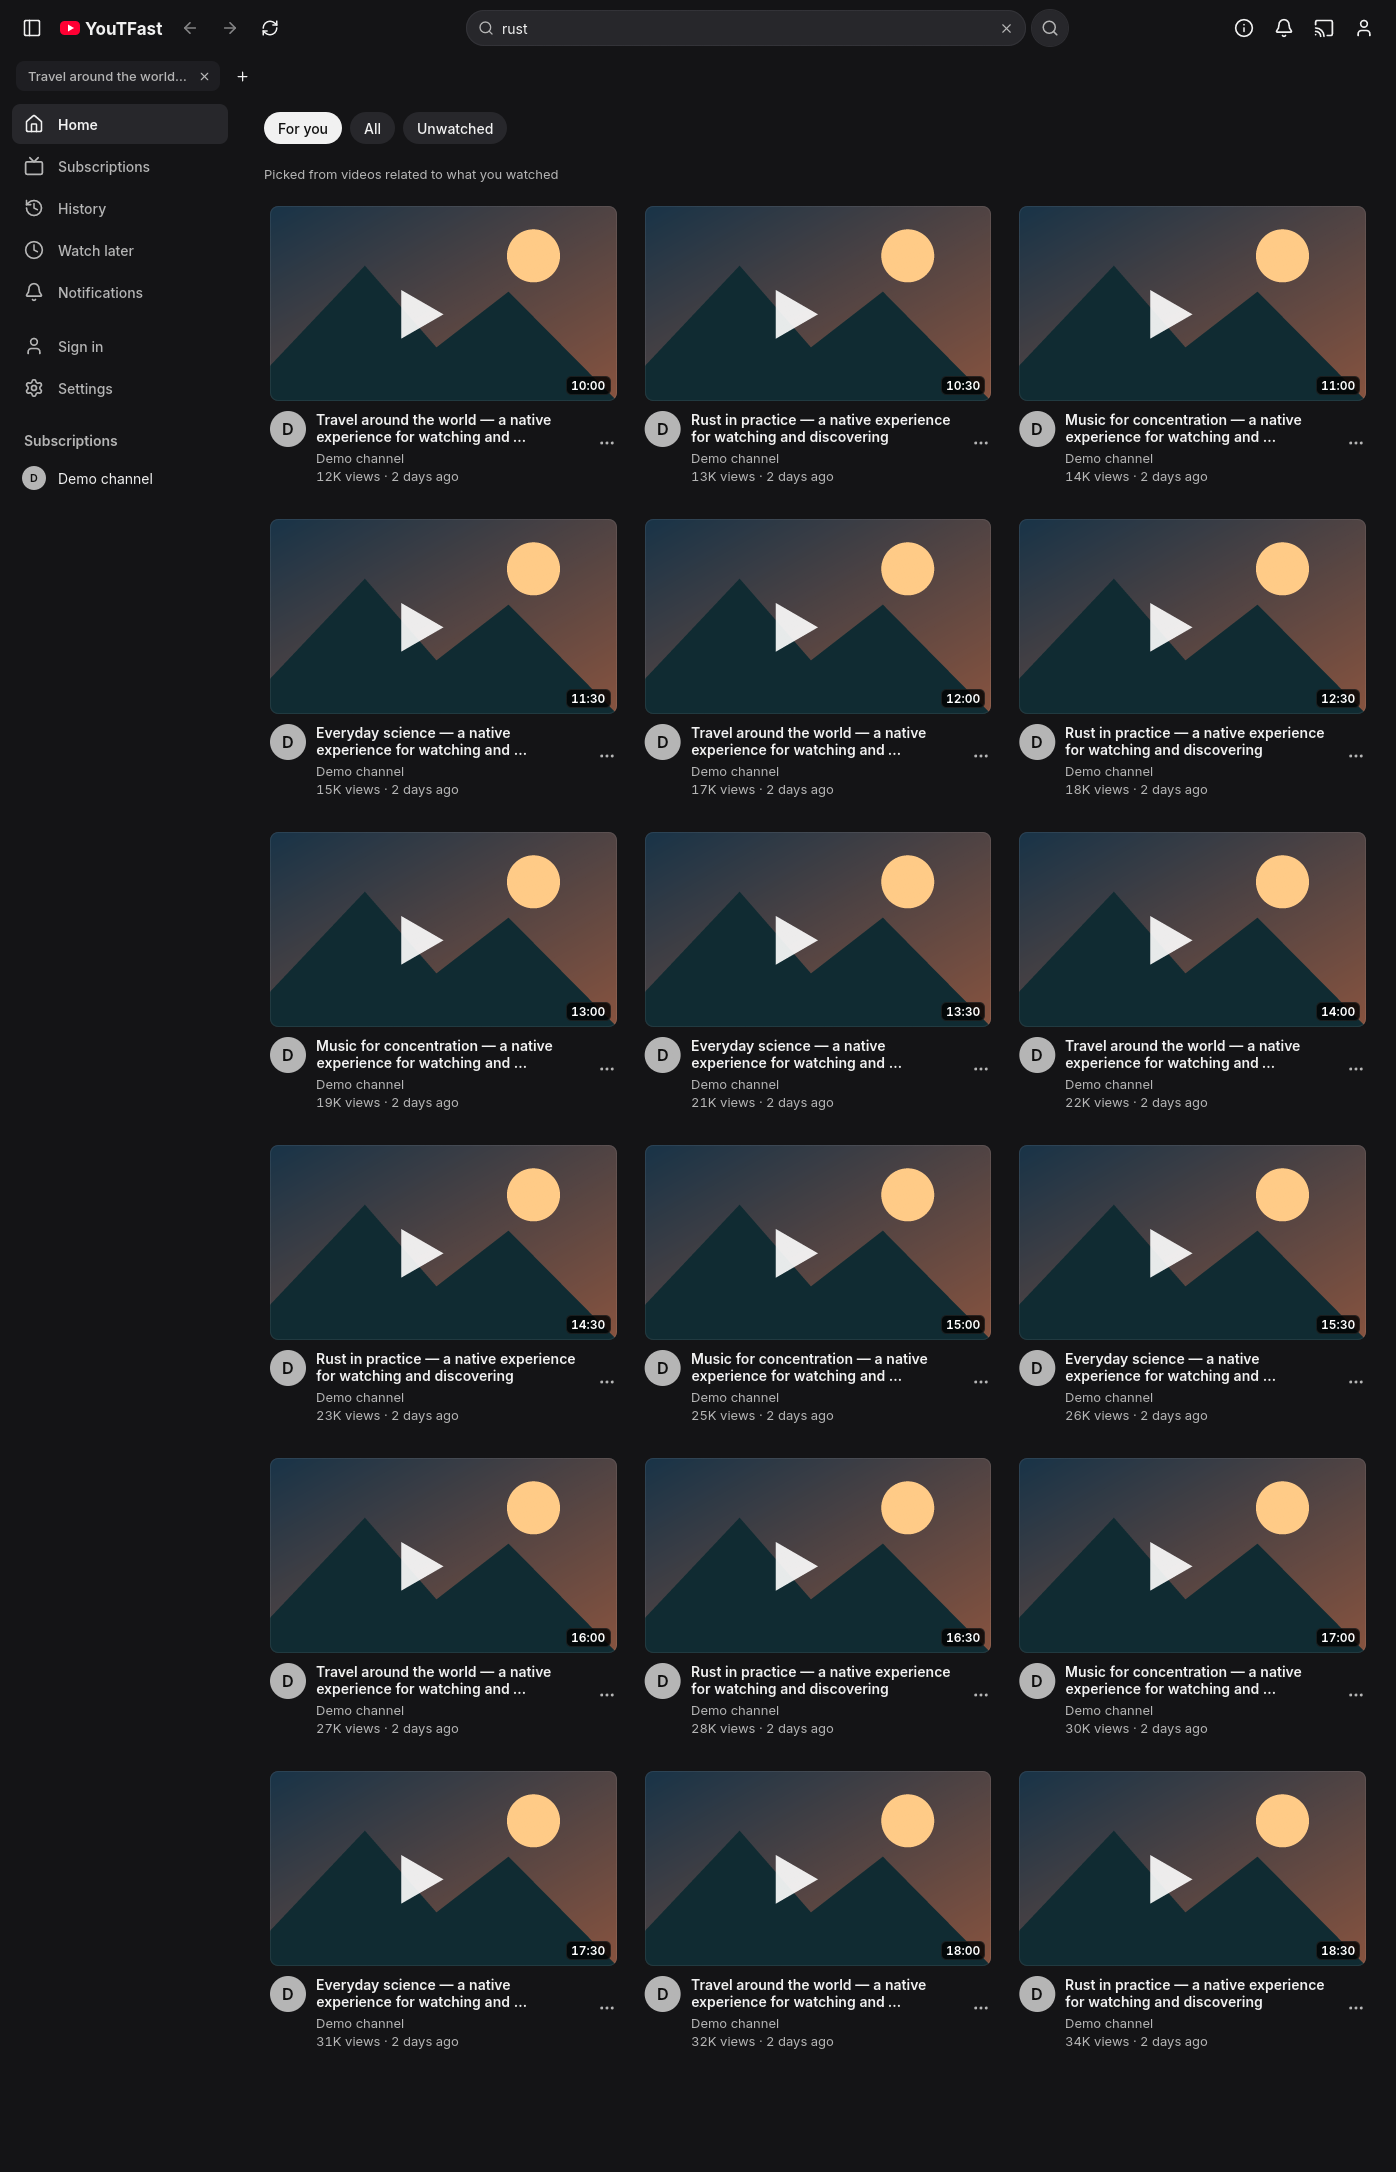 YouTFast
rust
Travel around the world...
Home
Subscriptions
History
Watch later
Notifications
Sign in
Settings
Subscriptions
D
Demo channel
For you
All
Unwatched
Picked from videos related to what you watched
10:00
D
Travel around the world — a native
experience for watching and ...
Demo channel
12K views · 2 days ago
10:30
D
Rust in practice — a native experience
for watching and discovering
Demo channel
13K views · 2 days ago
11:00
D
Music for concentration — a native
experience for watching and ...
Demo channel
14K views · 2 days ago
11:30
D
Everyday science — a native
experience for watching and ...
Demo channel
15K views · 2 days ago
12:00
D
Travel around the world — a native
experience for watching and ...
Demo channel
17K views · 2 days ago
12:30
D
Rust in practice — a native experience
for watching and discovering
Demo channel
18K views · 2 days ago
13:00
D
Music for concentration — a native
experience for watching and ...
Demo channel
19K views · 2 days ago
13:30
D
Everyday science — a native
experience for watching and ...
Demo channel
21K views · 2 days ago
14:00
D
Travel around the world — a native
experience for watching and ...
Demo channel
22K views · 2 days ago
14:30
D
Rust in practice — a native experience
for watching and discovering
Demo channel
23K views · 2 days ago
15:00
D
Music for concentration — a native
experience for watching and ...
Demo channel
25K views · 2 days ago
15:30
D
Everyday science — a native
experience for watching and ...
Demo channel
26K views · 2 days ago
16:00
D
Travel around the world — a native
experience for watching and ...
Demo channel
27K views · 2 days ago
16:30
D
Rust in practice — a native experience
for watching and discovering
Demo channel
28K views · 2 days ago
17:00
D
Music for concentration — a native
experience for watching and ...
Demo channel
30K views · 2 days ago
17:30
D
Everyday science — a native
experience for watching and ...
Demo channel
31K views · 2 days ago
18:00
D
Travel around the world — a native
experience for watching and ...
Demo channel
32K views · 2 days ago
18:30
D
Rust in practice — a native experience
for watching and discovering
Demo channel
34K views · 2 days ago